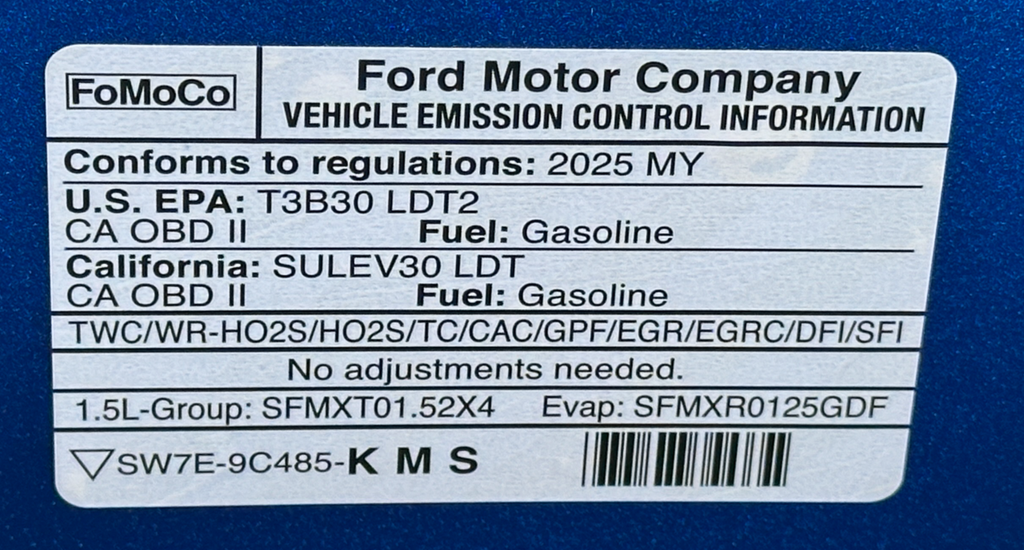 FoMoCo
Ford Motor Company
VEHICLE EMISSION CONTROL INFORMATION
Conforms to regulations: 2025 MY
U.S. EPA: T3B30 LDT2
CA OBD II Fuel: Gasoline
California: SULEV30 LDT
CA OBD II Fuel: Gasoline
TWC/WR-HO2S/HO2S/TC/CAC/GPF/EGR/EGRC/DFI/SFI
No adjustments needed.
1.5L-Group: SFMXT01.52X4 Evap: SFMXR0125GDF
SW7E-9C485-K M S